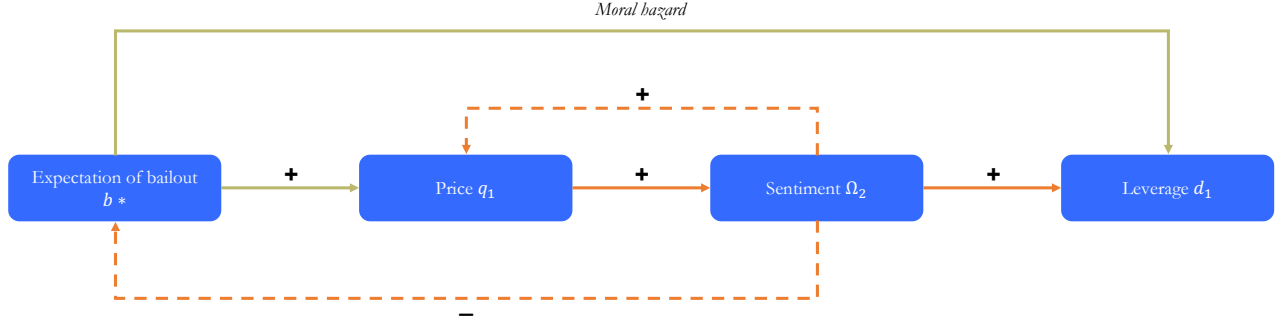 Moral hazard
+
Expectation of bailout
b *
+
Price q₁
+
Sentiment Ω₂
+
Leverage d₁
−